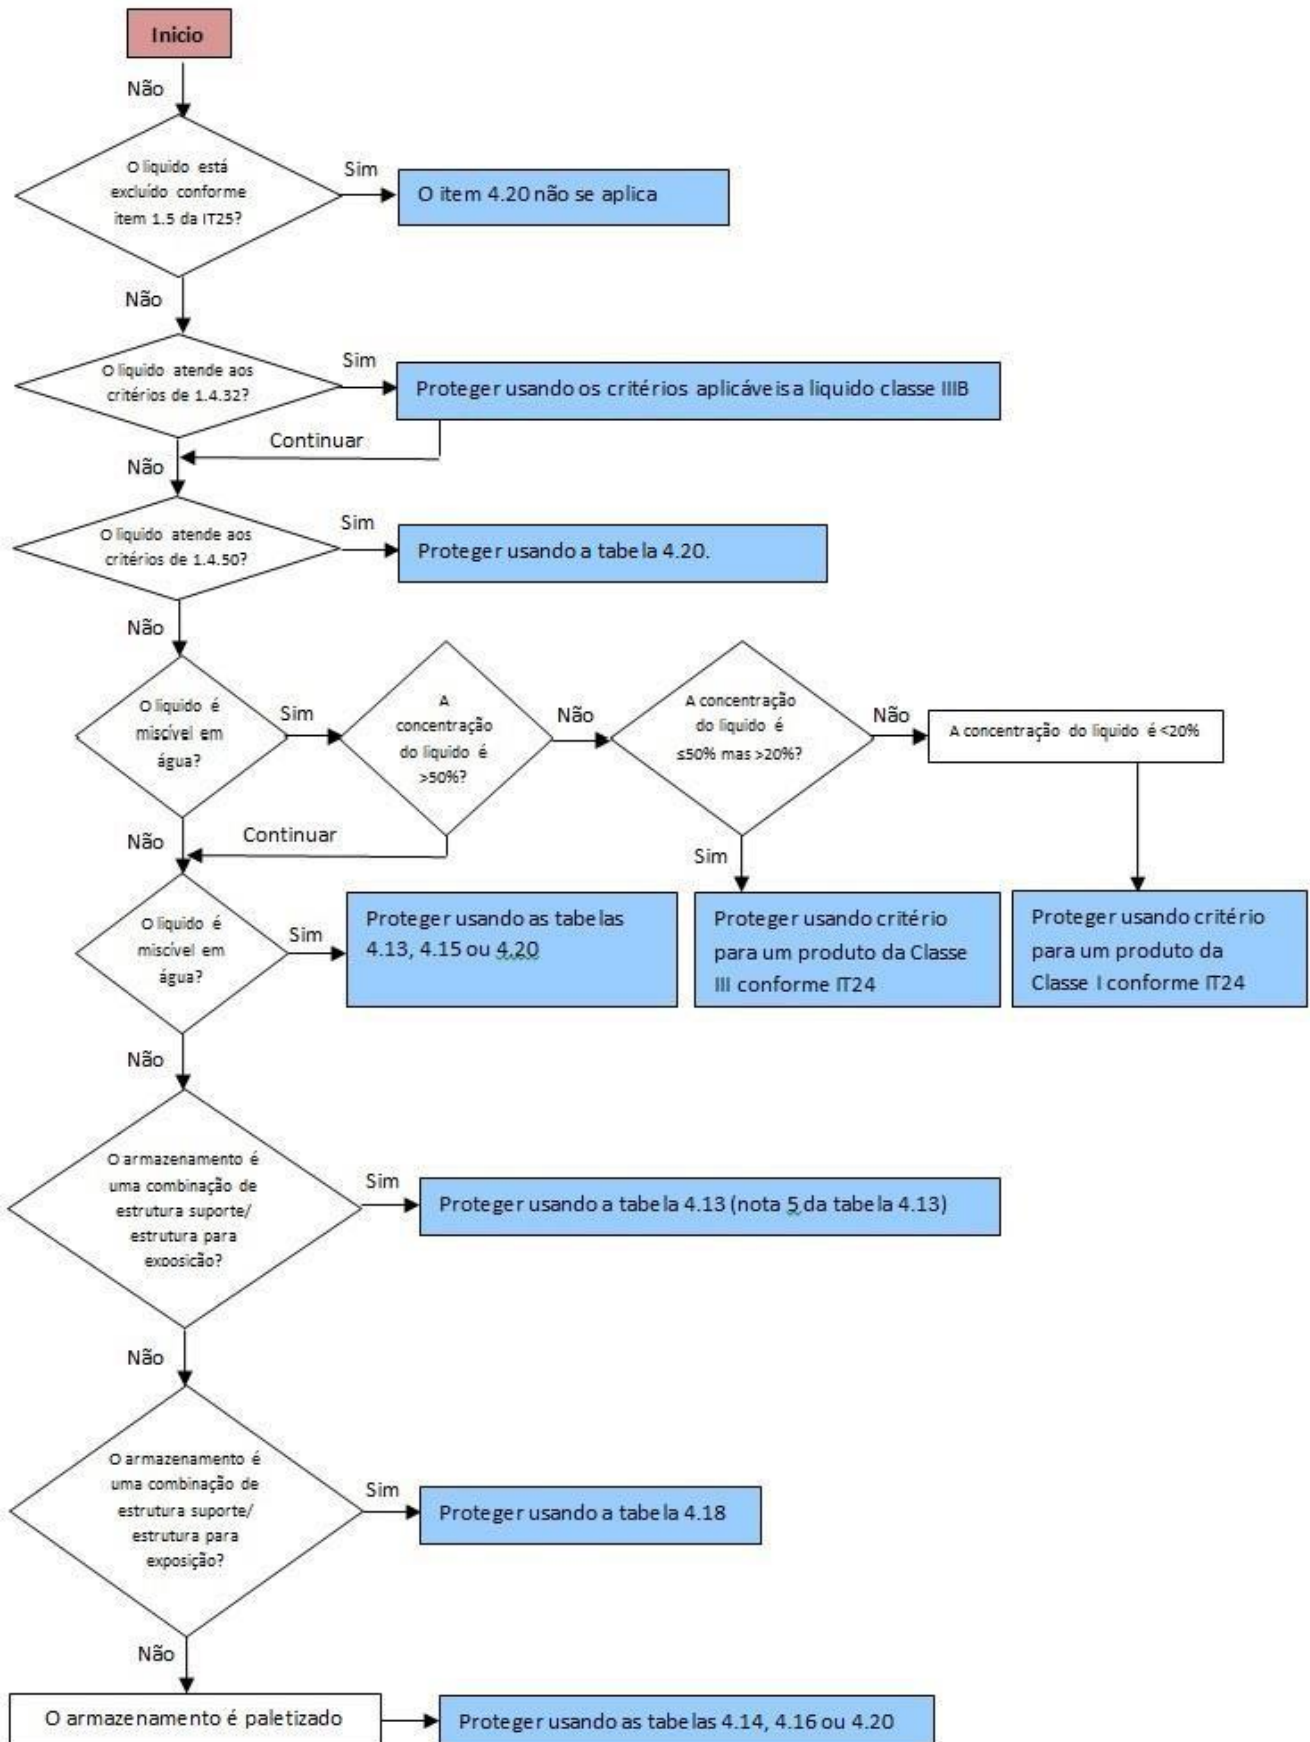 Inicio
Não
O liquido está
excluído conforme
item 1.5 da IT25?
Sim
O item 4.20 não se aplica
Não
O liquido atende aos
critérios de 1.4.32?
Sim
Proteger usando os critérios aplicáveis a liquido classe IIIB
Continuar
Não
O liquido atende aos
critérios de 1.4.50?
Sim
Proteger usando a tabela 4.20.
Não
O liquido é
miscível em
água?
Sim
A
concentração
do liquido é
>50%?
Não
A concentração
do liquido é
≤50% mas >20%?
Não
A concentração do liquido é <20%
Não
Continuar
Sim
O liquido é
miscível em
água?
Sim
Proteger usando as tabelas
4.13, 4.15 ou 4.20
Proteger usando critério
para um produto da Classe
III conforme IT24
Proteger usando critério
para um produto da
Classe I conforme IT24
Não
O armazenamento é
uma combinação de
estrutura suporte/
estrutura para
exoosicão?
Sim
Proteger usando a tabela 4.13 (nota 5 da tabela 4.13)
Não
O armazenamento é
uma combinação de
estrutura suporte/
estrutura para
exposição?
Sim
Proteger usando a tabela 4.18
Não
O armazenamento é paletizado
Proteger usando as tabelas 4.14, 4.16 ou 4.20